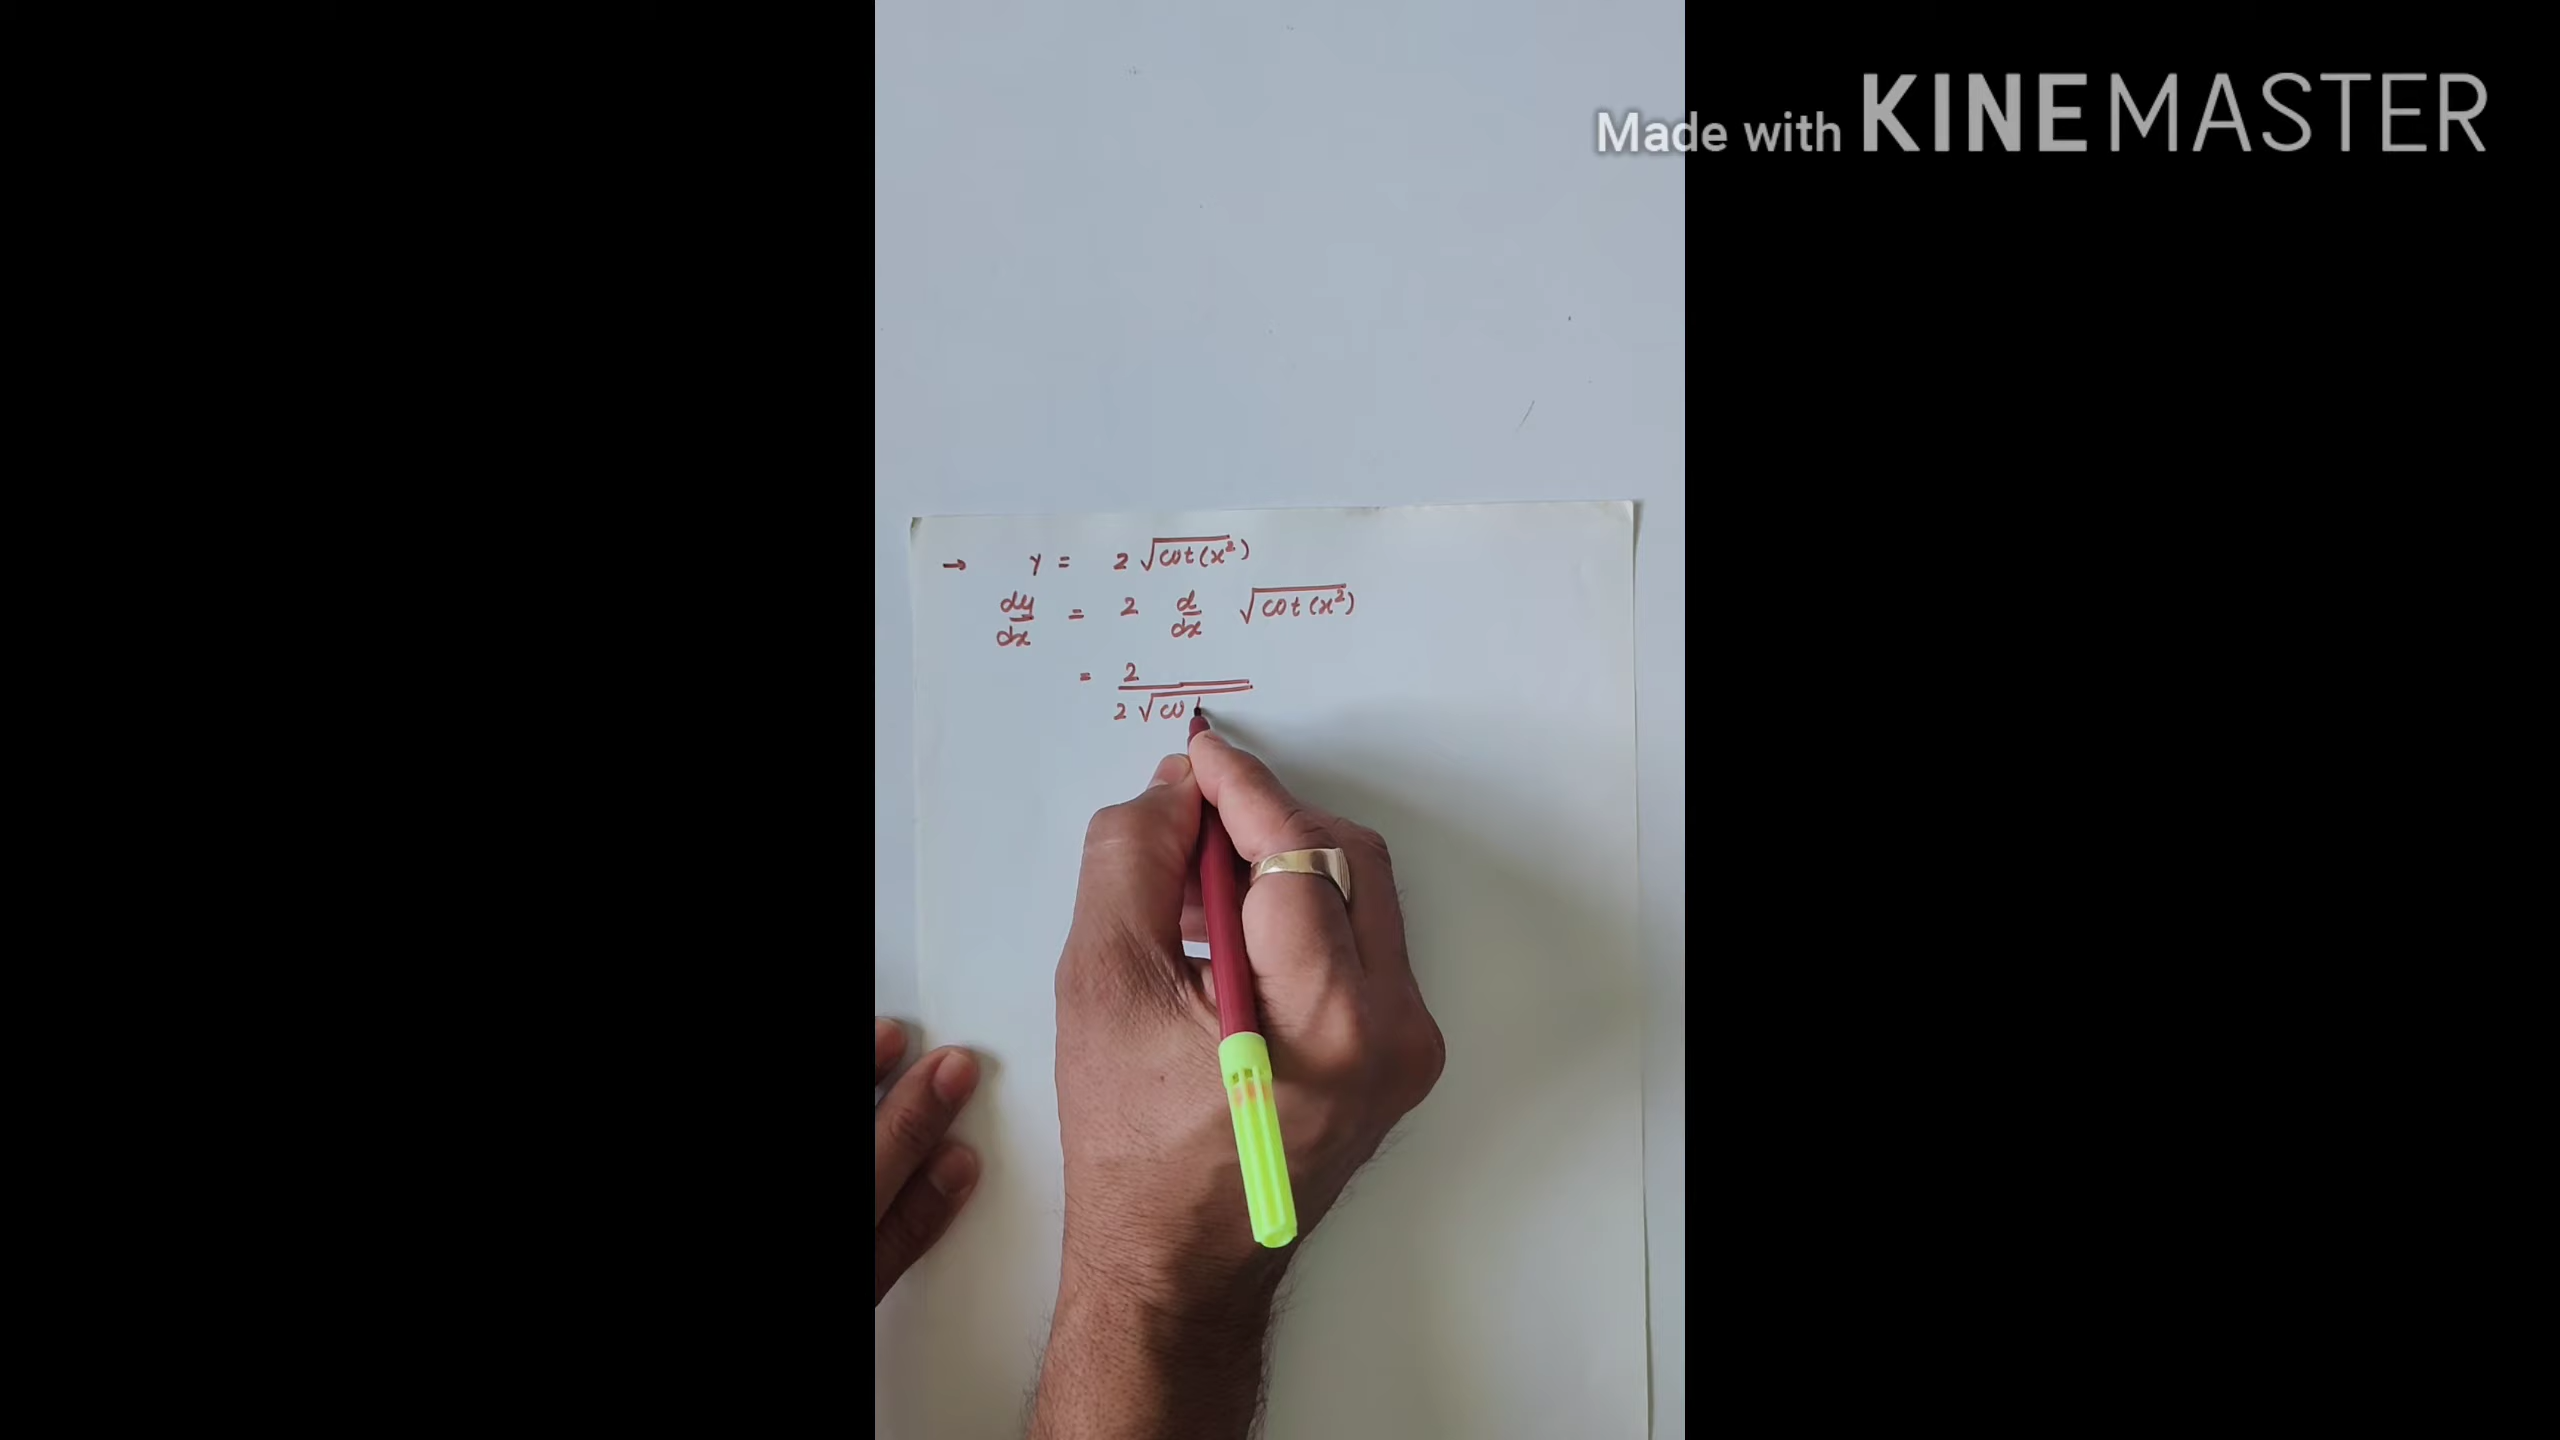 Made with KINEMASTER
→ y = 2 √cot(x²)
dy/dx = 2 d/dx √cot(x²)
= 2 / 2 √co